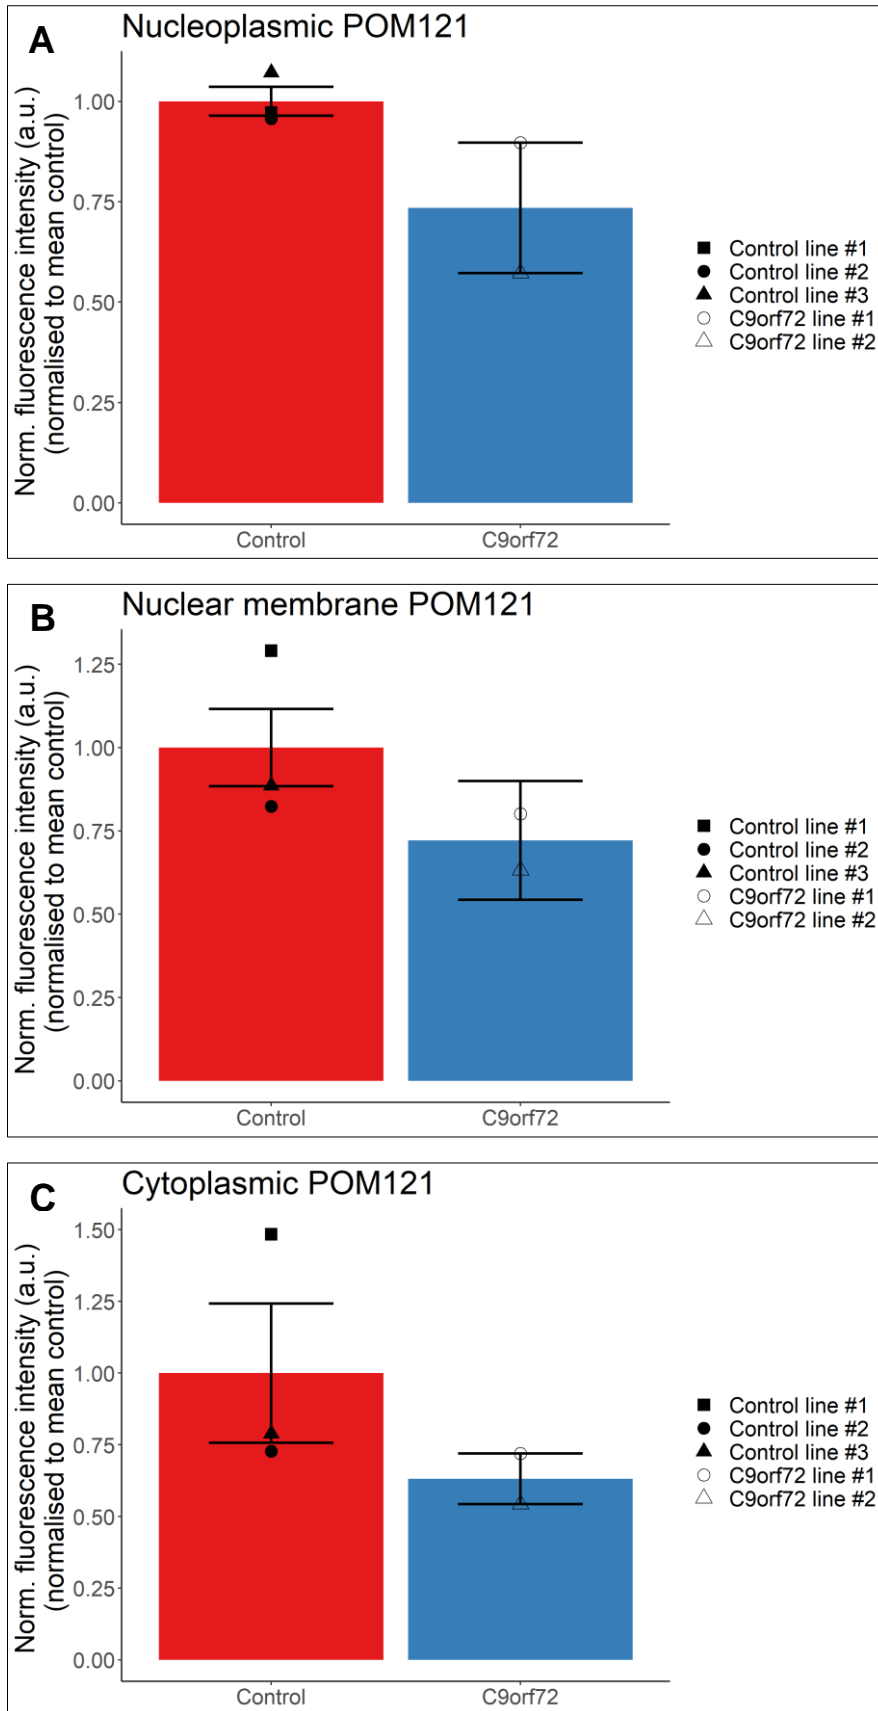 A
Nucleoplasmic POM121
Norm. fluorescence intensity (a.u.)
(normalised to mean control)
1.00
0.75
0.50
0.25
0.00
Control
C9orf72
Control line #1
Control line #2
Control line #3
C9orf72 line #1
C9orf72 line #2
B
Nuclear membrane POM121
Norm. fluorescence intensity (a.u.)
(normalised to mean control)
1.25
1.00
0.75
0.50
0.25
0.00
Control
C9orf72
Control line #1
Control line #2
Control line #3
C9orf72 line #1
C9orf72 line #2
C
Cytoplasmic POM121
Norm. fluorescence intensity (a.u.)
(normalised to mean control)
1.50
1.25
1.00
0.75
0.50
0.25
0.00
Control
C9orf72
Control line #1
Control line #2
Control line #3
C9orf72 line #1
C9orf72 line #2